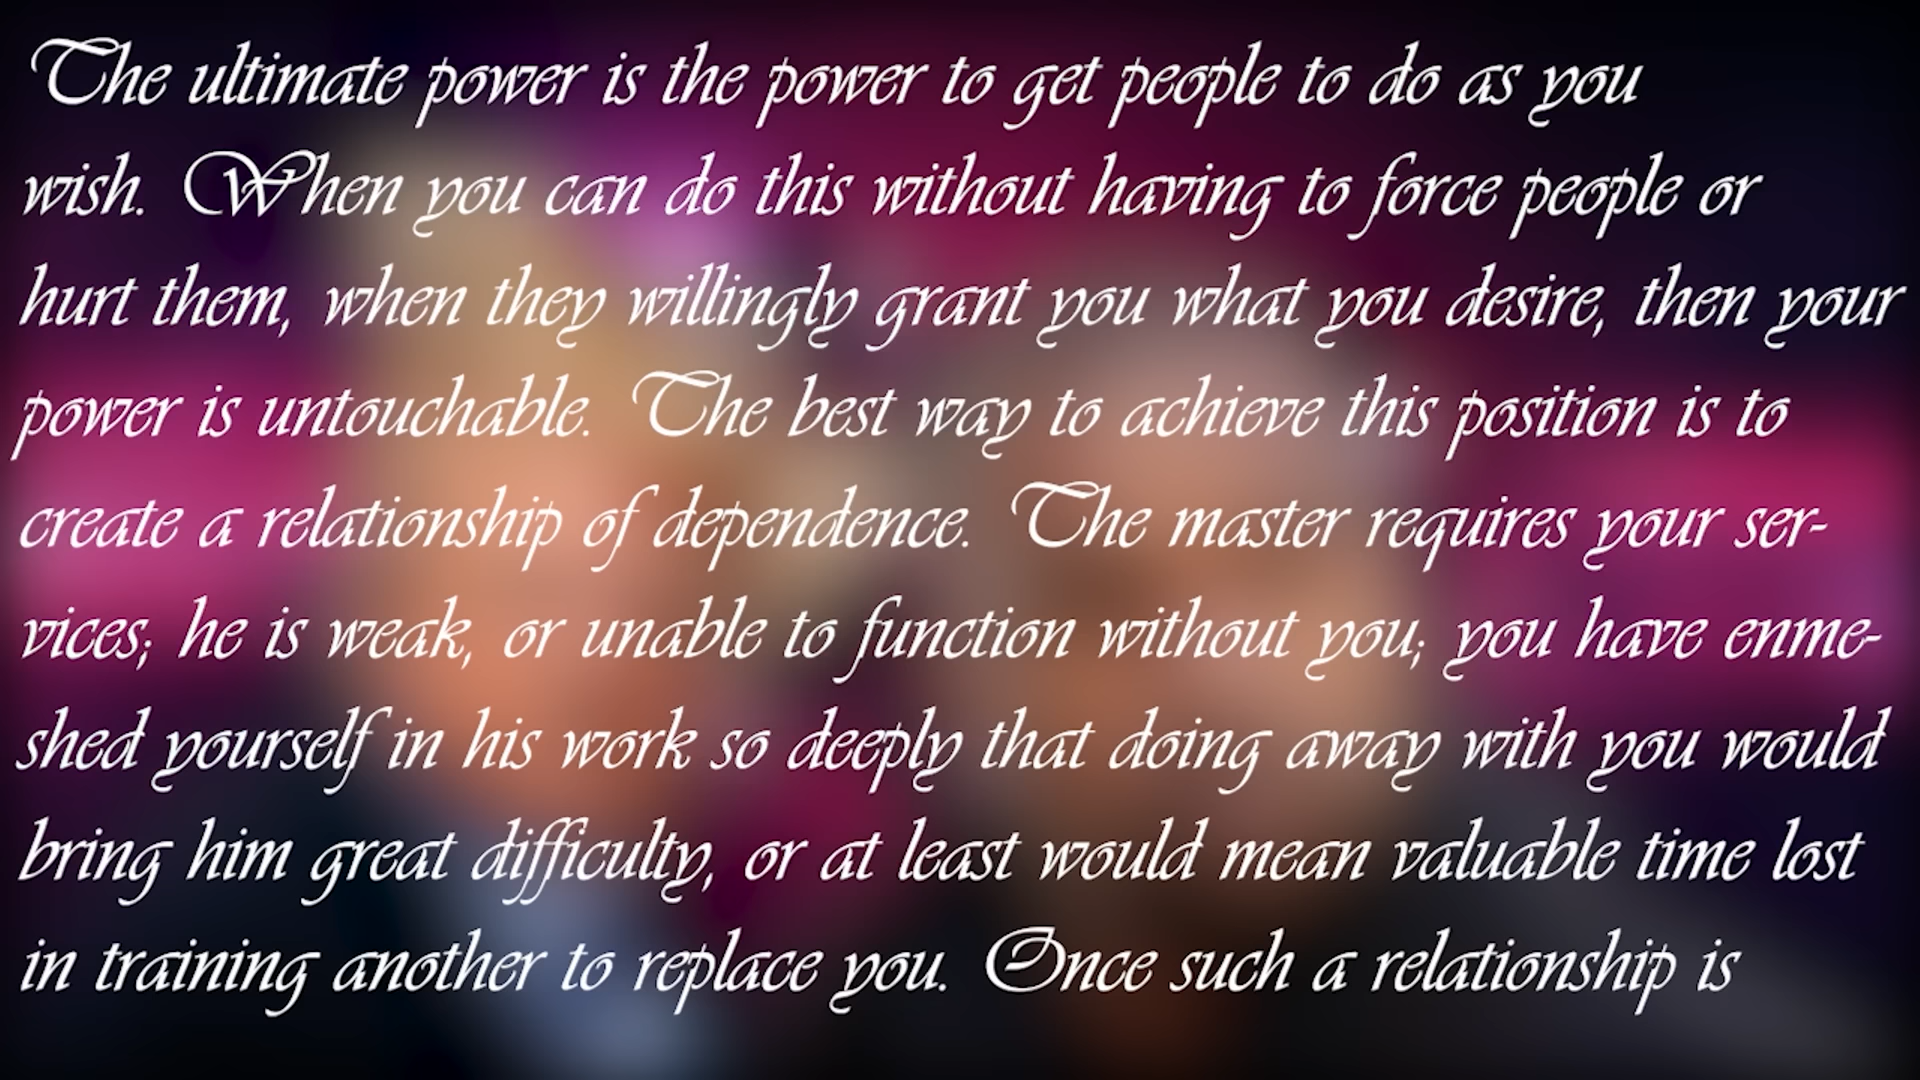 The ultimate power is the power to get people to do as you
wish. When you can do this without having to force people or
hurt them, when they willingly grant you what you desire, then your
power is untouchable. The best way to achieve this position is to
create a relationship of dependence. The master requires your ser-
vices; he is weak, or unable to function without you; you have enme-
shed yourself in his work so deeply that doing away with you would
bring him great difficulty, or at least would mean valuable time lost
in training another to replace you. Once such a relationship is